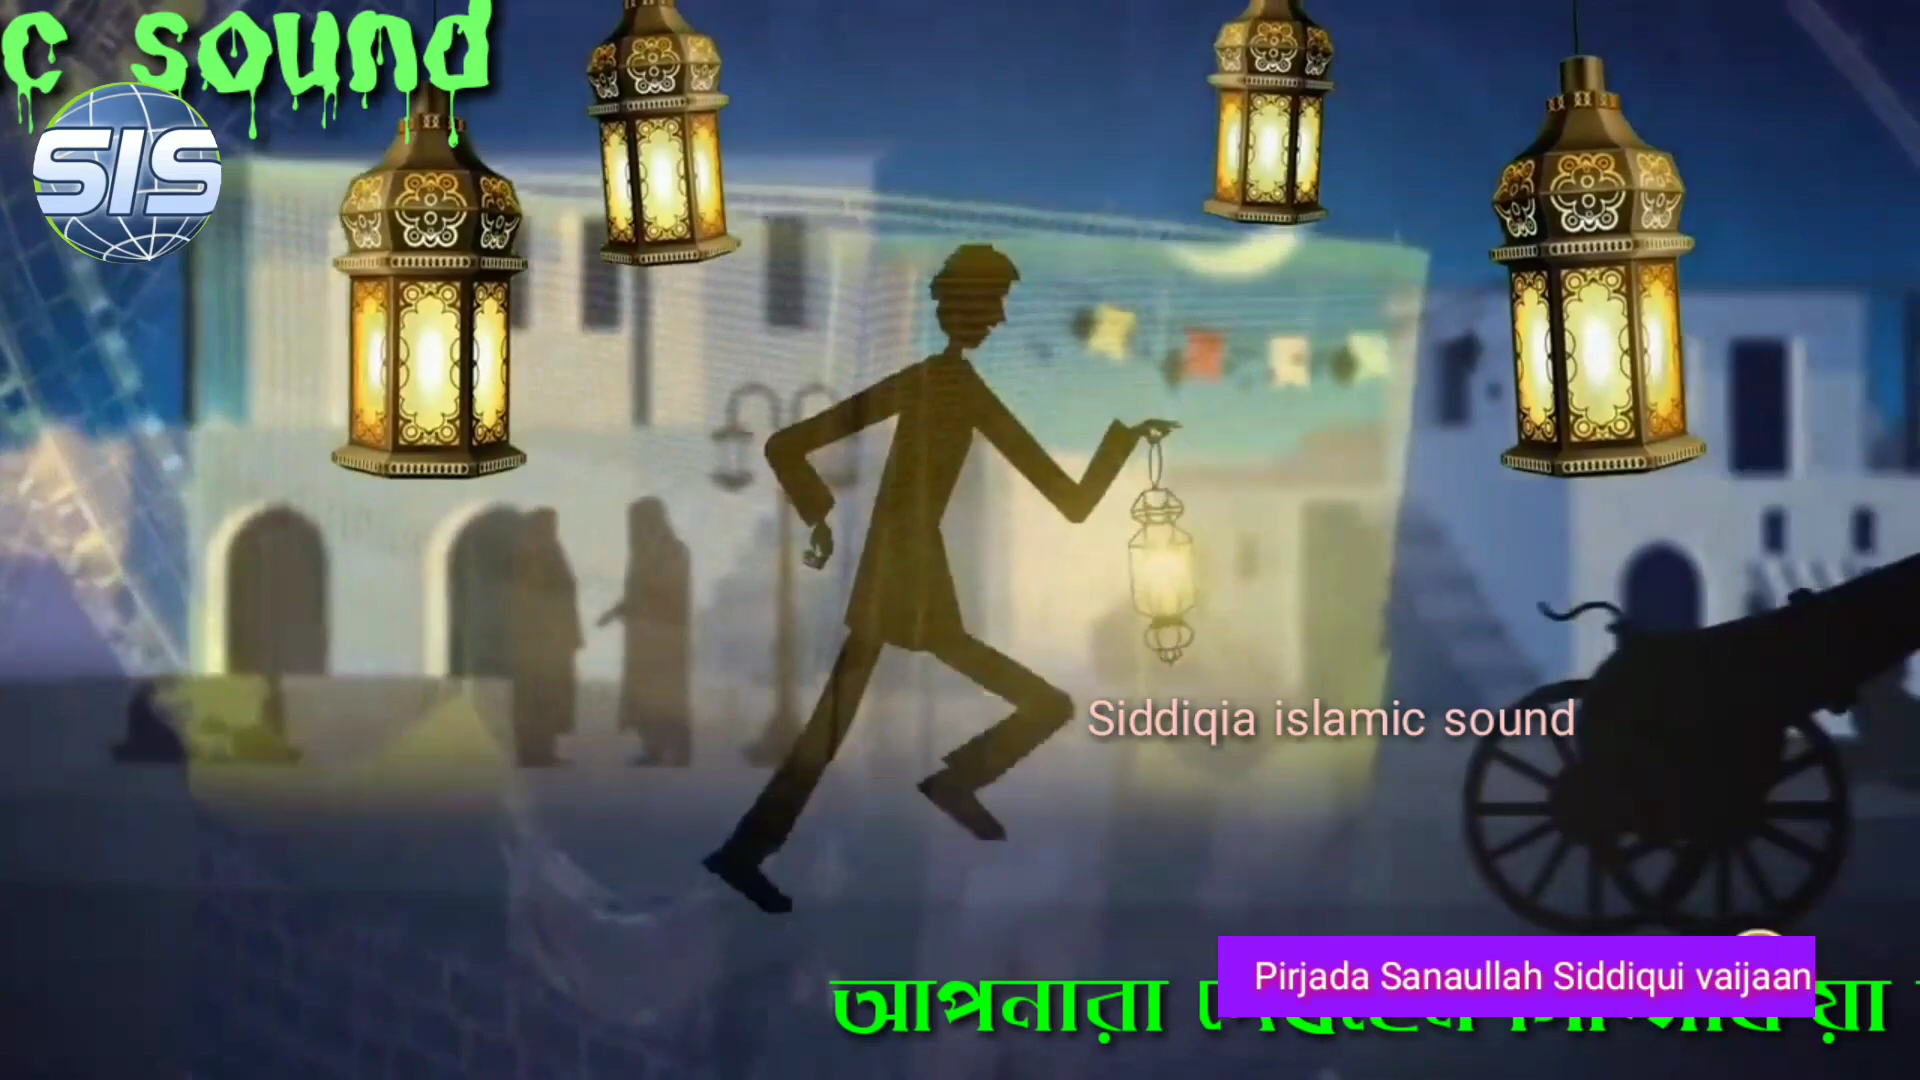 c sound
SIS
Siddiqia islamic sound
Pirjada Sanaullah Siddiqui vaijaan
আপনারা